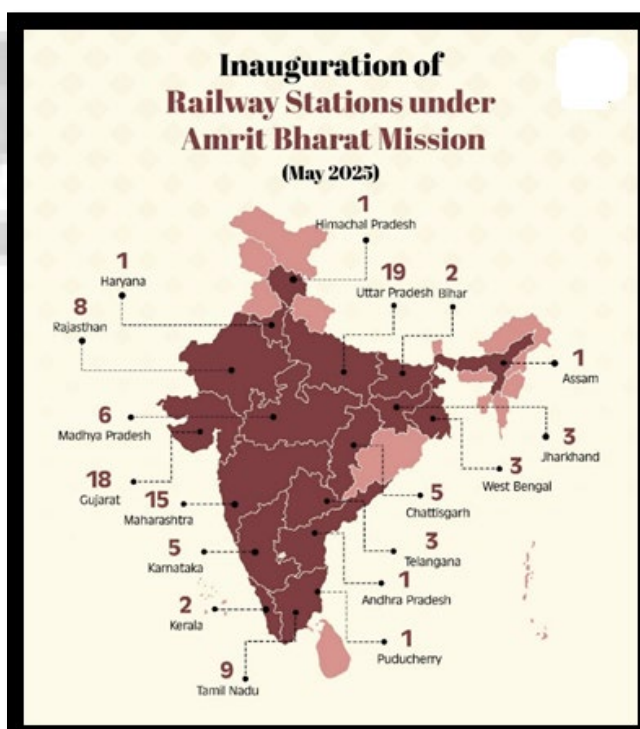 Inauguration of
Railway Stations under
Amrit Bharat Mission
(May 2025)
1
Himachal Pradesh
1
Haryana
19
Uttar Pradesh
2
Bihar
8
Rajasthan
1
Assam
6
Madhya Pradesh
3
Jharkhand
3
West Bengal
18
Gujarat
15
Maharashtra
5
Chattisgarh
5
Karnataka
3
Telangana
1
Andhra Pradesh
2
Kerala
1
Puducherry
9
Tamil Nadu